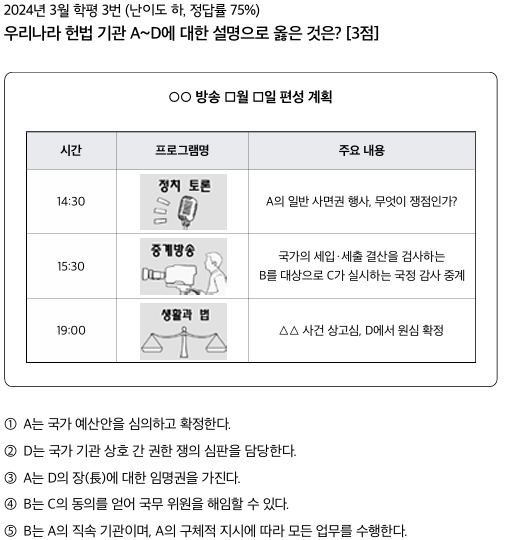 2024년 3월 학평 3번 (난이도 하, 정답률 75%)
우리나라 헌법 기관 A~D에 대한 설명으로 옳은 것은? [3점]
○○ 방송 □월 □일 편성 계획
시간 프로그램명 주요 내용
14:30 정치 토론 A의 일반 사면권 행사, 무엇이 쟁점인가?
15:30 중계방송 국가의 세입·세출 결산을 검사하는
B를 대상으로 C가 실시하는 국정 감사 중계
19:00 생활과 법 △△ 사건 상고심, D에서 원심 확정
① A는 국가 예산안을 심의하고 확정한다.
② D는 국가 기관 상호 간 권한 쟁의 심판을 담당한다.
③ A는 D의 장(長)에 대한 임명권을 가진다.
④ B는 C의 동의를 얻어 국무 위원을 해임할 수 있다.
⑤ B는 A의 직속 기관이며, A의 구체적 지시에 따라 모든 업무를 수행한다.